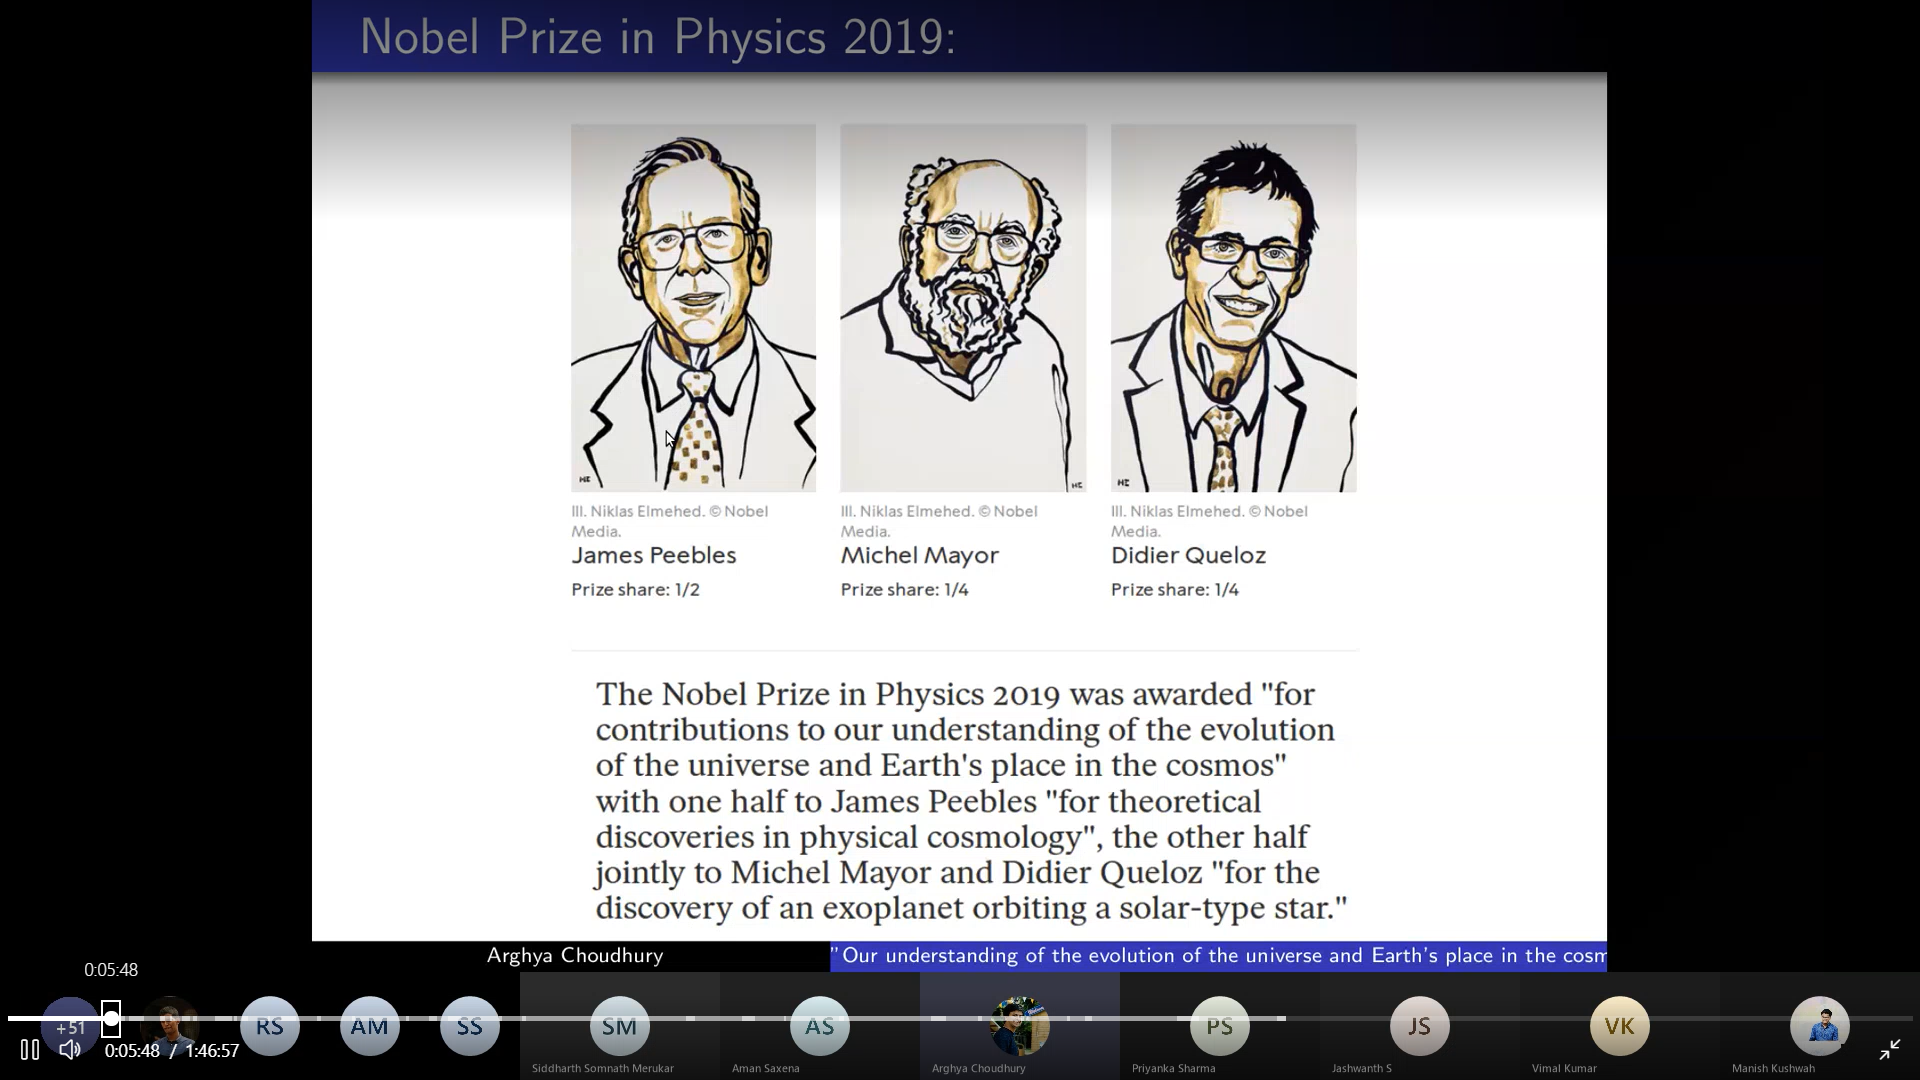 Nobel Prize in Physics 2019:
Ill. Niklas Elmehed. © Nobel
Media.
James Peebles
Prize share: 1/2
Ill. Niklas Elmehed. © Nobel
Media.
Michel Mayor
Prize share: 1/4
Ill. Niklas Elmehed. © Nobel
Media.
Didier Queloz
Prize share: 1/4
The Nobel Prize in Physics 2019 was awarded "for
contributions to our understanding of the evolution
of the universe and Earth's place in the cosmos"
with one half to James Peebles "for theoretical
discoveries in physical cosmology", the other half
jointly to Michel Mayor and Didier Queloz "for the
discovery of an exoplanet orbiting a solar-type star."
Arghya Choudhury
"Our understanding of the evolution of the universe and Earth's place in the cosm
0:05:48
+51
RS
AM
SS
SM
AS
PS
JS
VK
0:05:48 / 1:46:57
Siddharth Somnath Merukar
Aman Saxena
Arghya Choudhury
Priyanka Sharma
Jashwanth S
Vimal Kumar
Manish Kushwah